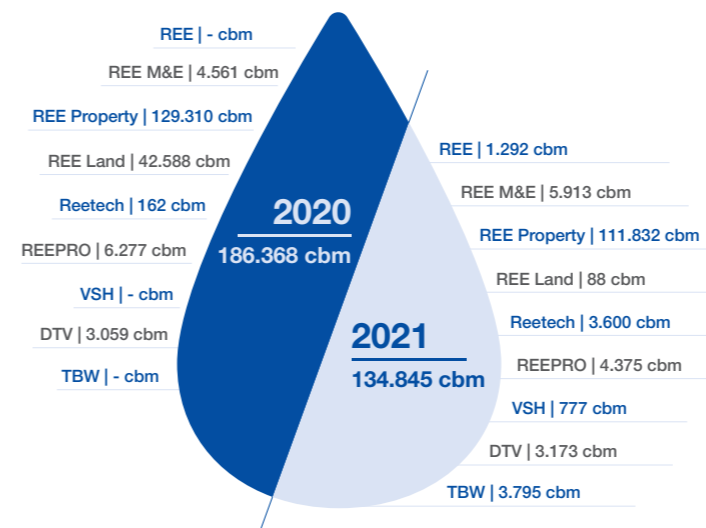 REE | - cbm
REE M&E | 4.561 cbm
REE Property | 129.310 cbm
REE Land | 42.588 cbm
Reetech | 162 cbm
REEPRO | 6.277 cbm
VSH | - cbm
DTV | 3.059 cbm
TBW | - cbm
2020
186.368 cbm
2021
134.845 cbm
REE | 1.292 cbm
REE M&E | 5.913 cbm
REE Property | 111.832 cbm
REE Land | 88 cbm
Reetech | 3.600 cbm
REEPRO | 4.375 cbm
VSH | 777 cbm
DTV | 3.173 cbm
TBW | 3.795 cbm